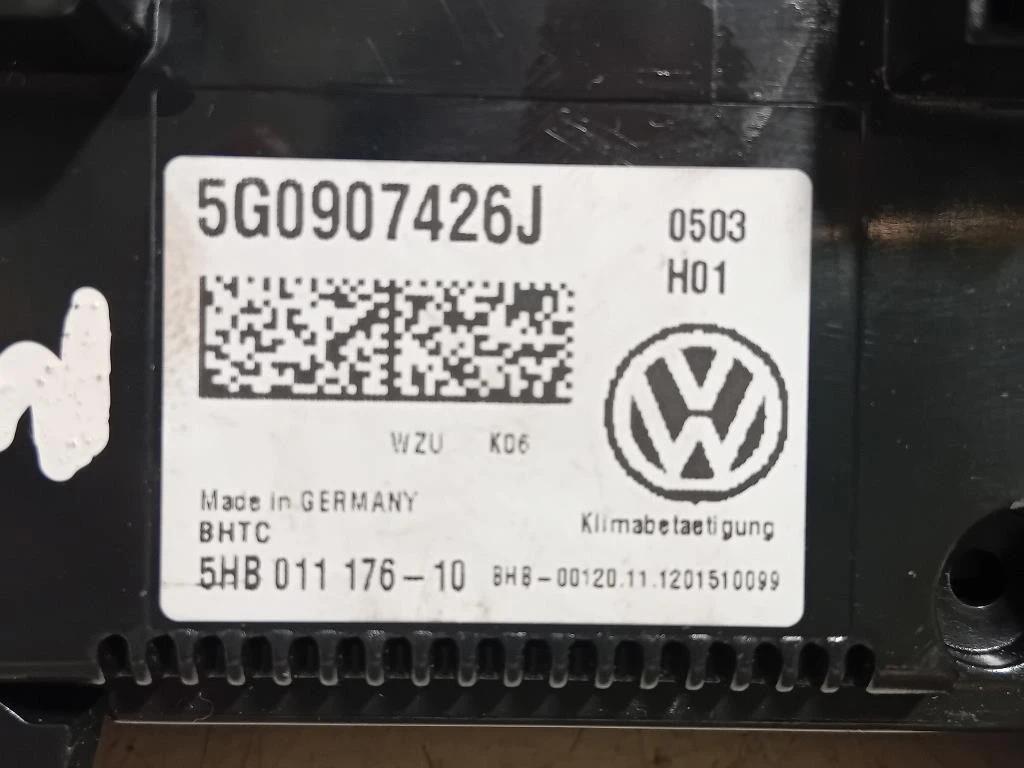 5G0907426J 0503
H01
WZU K06
Made in GERMANY
BHTC
Klimabetaetigung
5HB 011 176-10 BHB-00120.11.1201510099